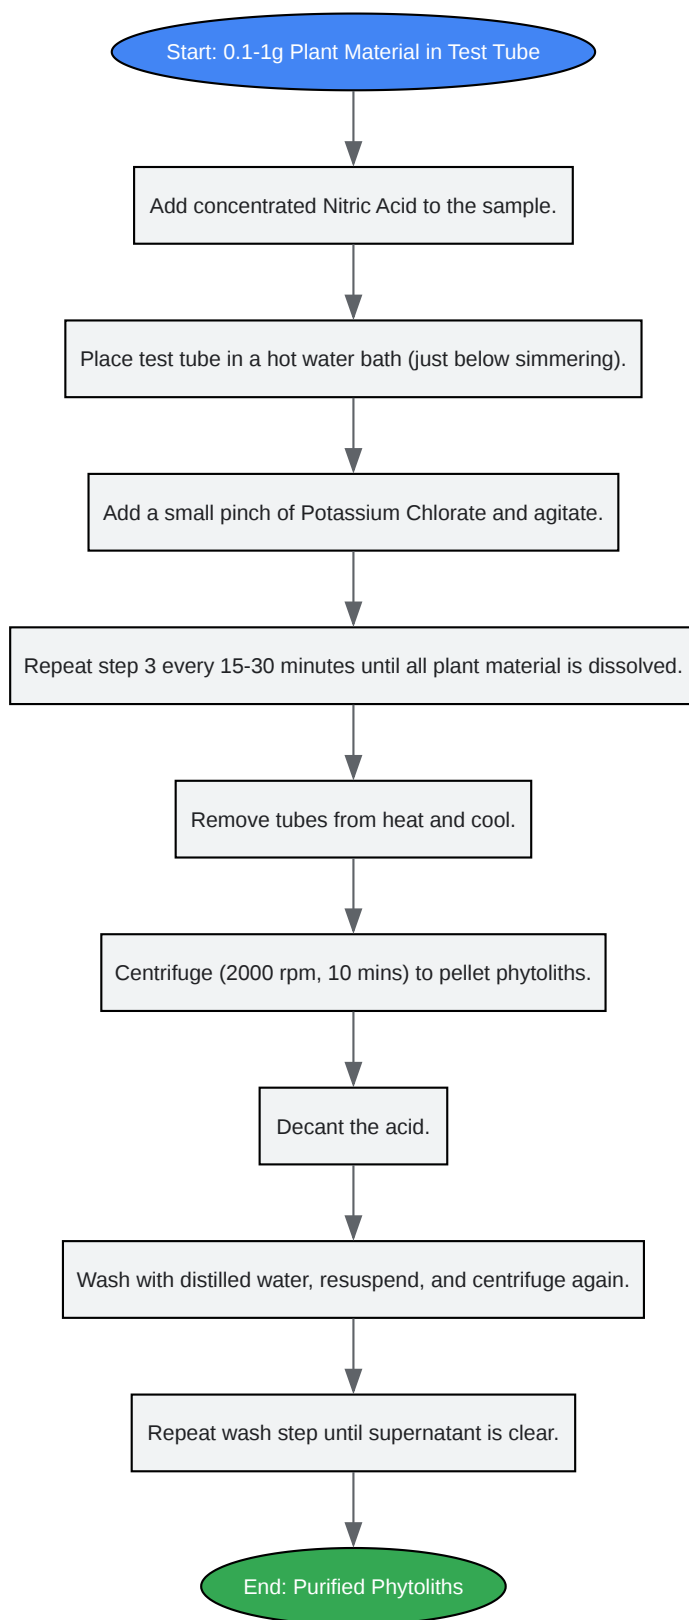 Start: 0.1-1g Plant Material in Test Tube
Add concentrated Nitric Acid to the sample.
Place test tube in a hot water bath (just below simmering).
Add a small pinch of Potassium Chlorate and agitate.
Repeat step 3 every 15-30 minutes until all plant material is dissolved.
Remove tubes from heat and cool.
Centrifuge (2000 rpm, 10 mins) to pellet phytoliths.
Decant the acid.
Wash with distilled water, resuspend, and centrifuge again.
Repeat wash step until supernatant is clear.
End: Purified Phytoliths